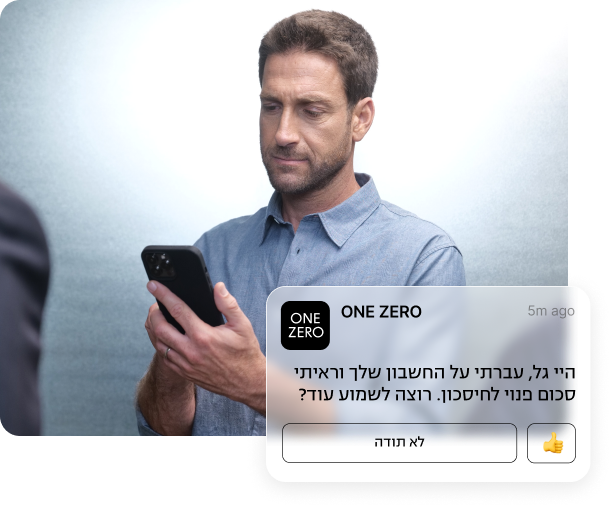 ONE
ZERO
ONE ZERO
5m ago
היי גל, עברתי על החשבון שלך וראיתי
סכום פנוי לחיסכון. רוצה לשמוע עוד?
לא תודה